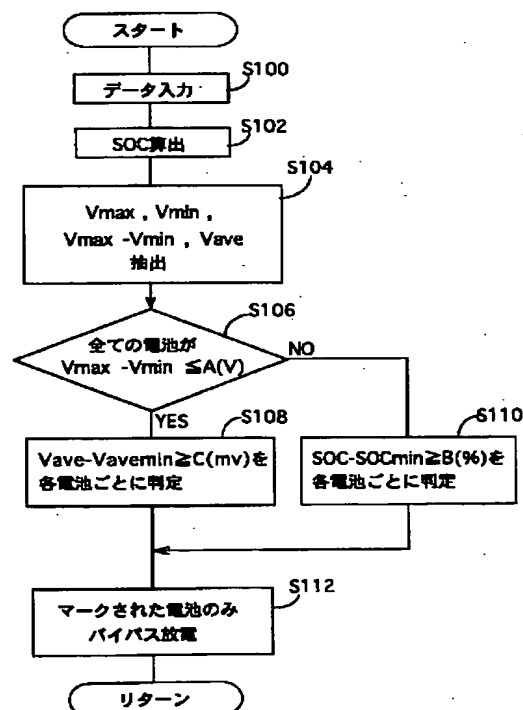 スタート
S100
データ入力
S102
SOC算出
S104
Vmax , Vmin ,
Vmax -Vmin , Vave
抽出
S106
全ての電池が
Vmax -Vmin ≦A(V)
NO
YES
S108
S110
Vave-Vavemin≧C(mv)を
各電池ごとに判定
SOC-SOCmin≧B(%)を
各電池ごとに判定
S112
マークされた電池のみ
バイパス放電
リターン